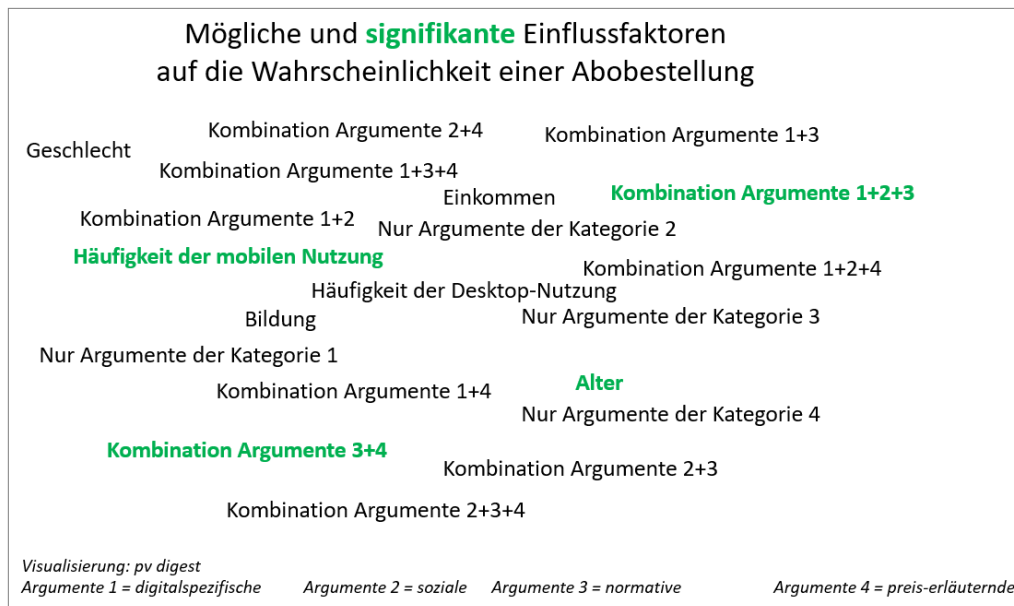 Mögliche und signifikante Einflussfaktoren
auf die Wahrscheinlichkeit einer Abobestellung
Kombination Argumente 2+4
Kombination Argumente 1+3
Geschlecht
Kombination Argumente 1+3+4
Einkommen
Kombination Argumente 1+2+3
Kombination Argumente 1+2
Nur Argumente der Kategorie 2
Häufigkeit der mobilen Nutzung
Kombination Argumente 1+2+4
Häufigkeit der Desktop-Nutzung
Bildung
Nur Argumente der Kategorie 3
Nur Argumente der Kategorie 1
Kombination Argumente 1+4
Alter
Nur Argumente der Kategorie 4
Kombination Argumente 3+4
Kombination Argumente 2+3
Kombination Argumente 2+3+4
Visualisierung: pv digest
Argumente 1 = digitalspezifische Argumente 2 = soziale Argumente 3 = normative Argumente 4 = preis-erläuternde